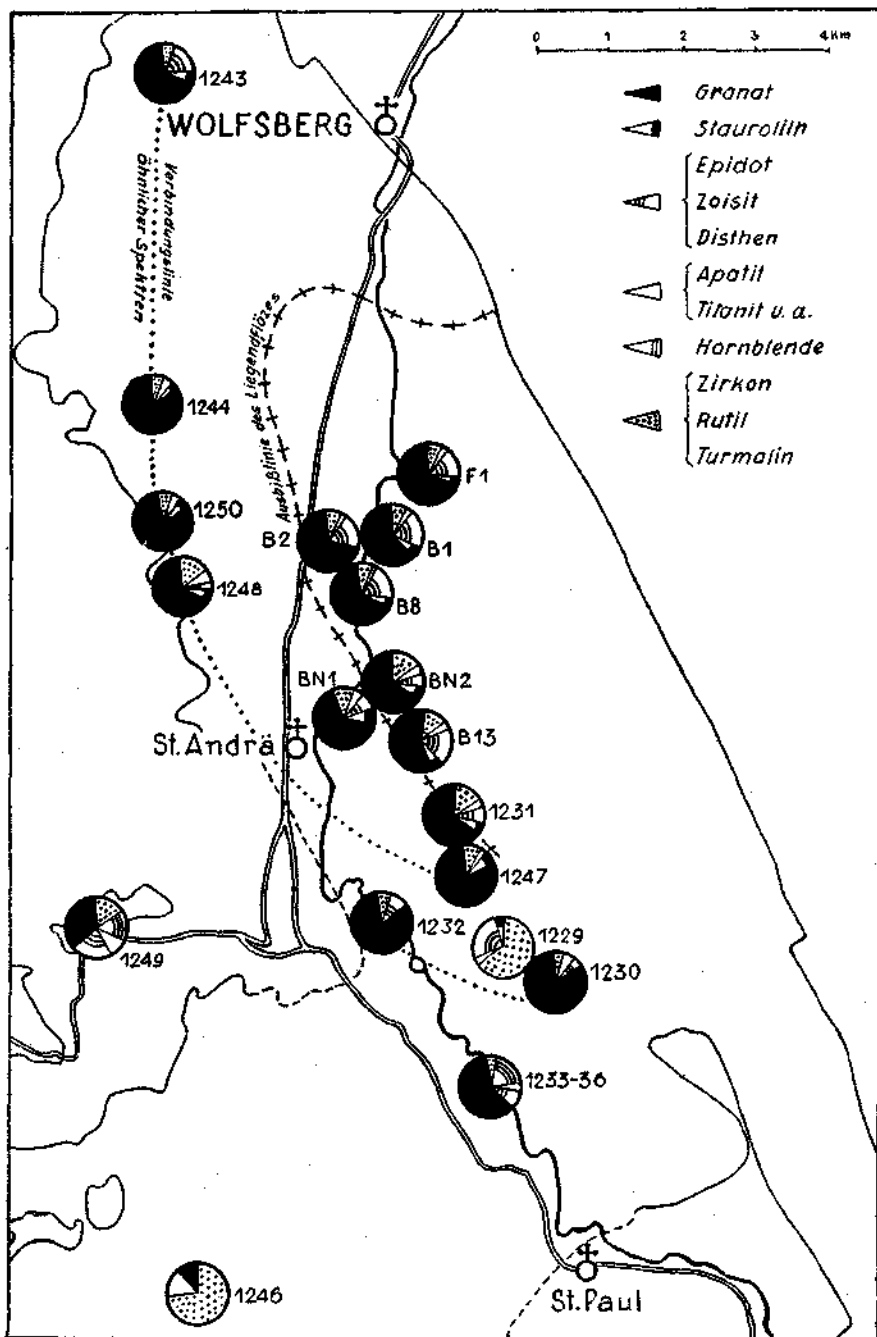 0 1 2 3 4 Km
Granat
Staurolith
Epidot
Zoisit
Disthen
Apatit
Titanit u. a.
Hornblende
Zirkon
Rutil
Turmalin
1243
WOLFSBERG
Verbindungslinie
ähnlicher Spektren
Ausbißlinie des Liegendflözes
1244
F1
1250
B2
B1
1248
B8
BN1
BN2
St. Andrä
B13
1231
1247
1232
1229
1249
1230
1233-36
1246
St. Paul